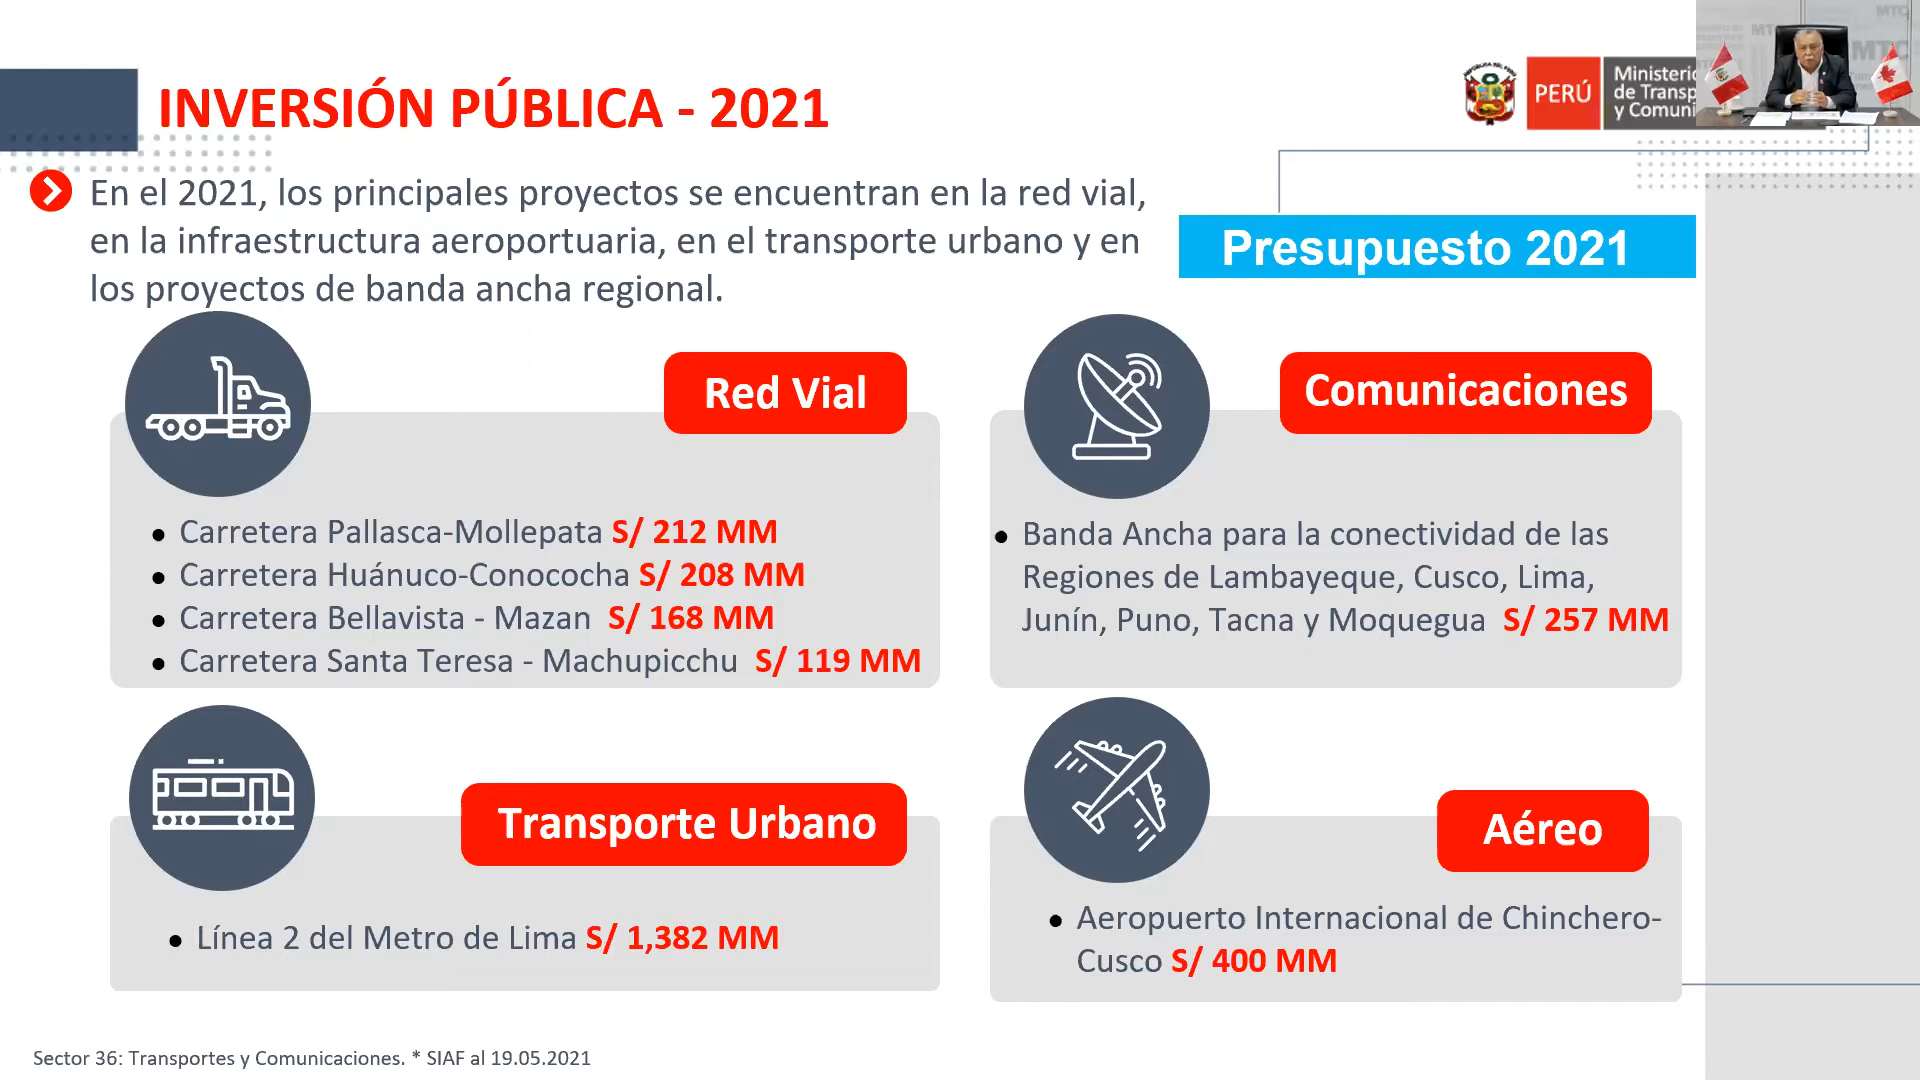 INVERSIÓN PÚBLICA - 2021
PERÚ
Ministerio
de Transp
y Comuni
MTC
En el 2021, los principales proyectos se encuentran en la red vial,
en la infraestructura aeroportuaria, en el transporte urbano y en
los proyectos de banda ancha regional.
Presupuesto 2021
Red Vial
Carretera Pallasca-Mollepata S/ 212 MM
Carretera Huánuco-Conococha S/ 208 MM
Carretera Bellavista - Mazan S/ 168 MM
Carretera Santa Teresa - Machupicchu S/ 119 MM
Comunicaciones
Banda Ancha para la conectividad de las
Regiones de Lambayeque, Cusco, Lima,
Junín, Puno, Tacna y Moquegua S/ 257 MM
Transporte Urbano
Línea 2 del Metro de Lima S/ 1,382 MM
Aéreo
Aeropuerto Internacional de Chinchero-
Cusco S/ 400 MM
Sector 36: Transportes y Comunicaciones. * SIAF al 19.05.2021